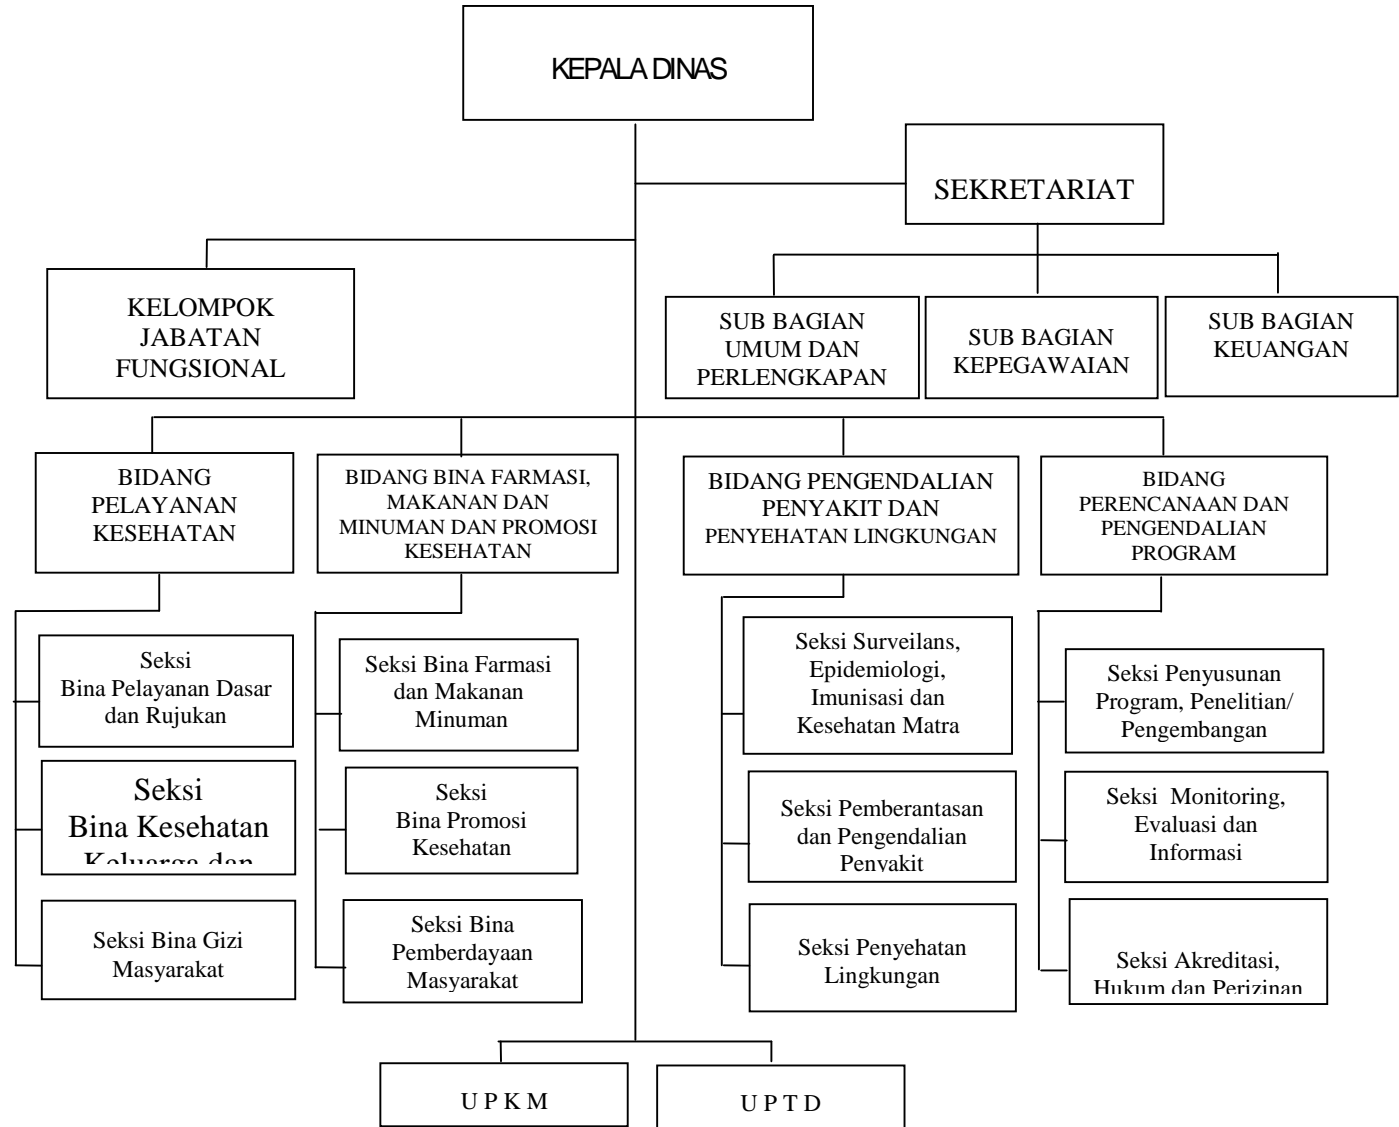 KEPALA DINAS
SEKRETARIAT
KELOMPOK
JABATAN
FUNGSIONAL
SUB BAGIAN
UMUM DAN
PERLENGKAPAN
SUB BAGIAN
KEPEGAWAIAN
SUB BAGIAN
KEUANGAN
BIDANG
PELAYANAN
KESEHATAN
BIDANG BINA FARMASI,
MAKANAN DAN
MINUMAN DAN PROMOSI
KESEHATAN
BIDANG PENGENDALIAN
PENYAKIT DAN
PENYEHATAN LINGKUNGAN
BIDANG
PERENCANAAN DAN
PENGENDALIAN
PROGRAM
Seksi
Bina Pelayanan Dasar
dan Rujukan
Seksi
Bina Kesehatan
Keluarga dan
Seksi Bina Gizi
Masyarakat
Seksi Bina Farmasi
dan Makanan
Minuman
Seksi
Bina Promosi
Kesehatan
Seksi Bina
Pemberdayaan
Masyarakat
Seksi Surveilans,
Epidemiologi,
Imunisasi dan
Kesehatan Matra
Seksi Pemberantasan
dan Pengendalian
Penyakit
Seksi Penyehatan
Lingkungan
Seksi Penyusunan
Program, Penelitian/
Pengembangan
Seksi  Monitoring,
Evaluasi dan
Informasi
Seksi Akreditasi,
Hukum dan Perizinan
U P K M
U P T D